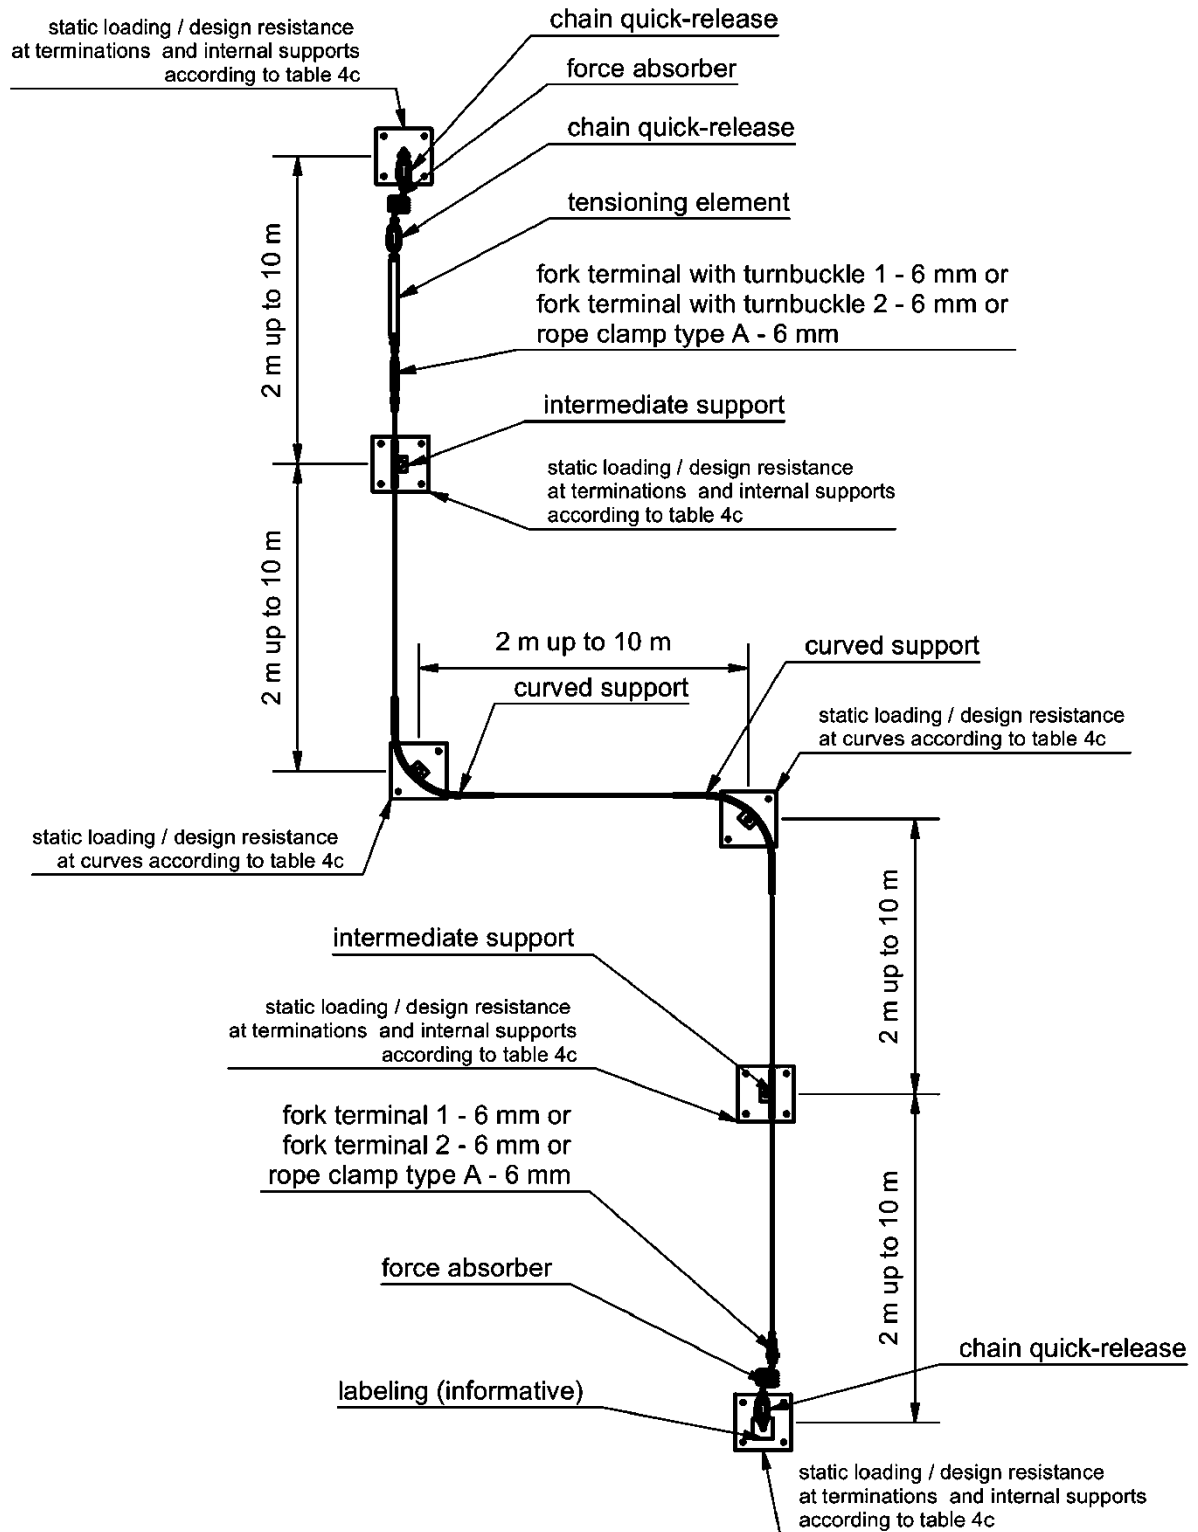 static loading / design resistance
at terminations and internal supports
according to table 4c
chain quick-release
force absorber
chain quick-release
tensioning element
fork terminal with turnbuckle 1 - 6 mm or
fork terminal with turnbuckle 2 - 6 mm or
rope clamp type A - 6 mm
2 m up to 10 m
intermediate support
static loading / design resistance
at terminations and internal supports
according to table 4c
2 m up to 10 m
2 m up to 10 m
curved support
curved support
static loading / design resistance
at curves according to table 4c
static loading / design resistance
at curves according to table 4c
2 m up to 10 m
intermediate support
static loading / design resistance
at terminations and internal supports
according to table 4c
fork terminal 1 - 6 mm or
fork terminal 2 - 6 mm or
rope clamp type A - 6 mm
2 m up to 10 m
force absorber
chain quick-release
labeling (informative)
static loading / design resistance
at terminations and internal supports
according to table 4c